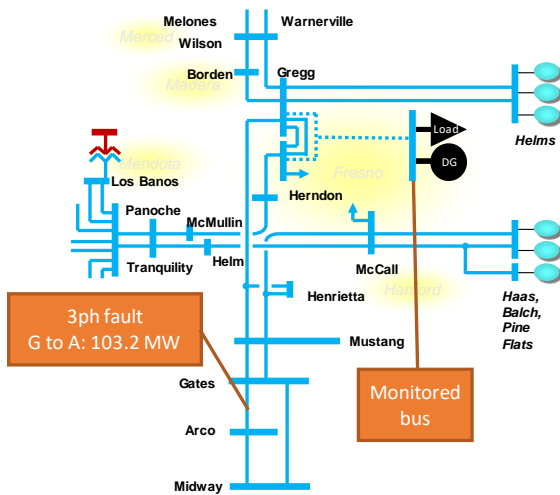 Melones
Warnerville
Merced
Wilson
Borden
Gregg
Madera
Load
Helms
DG
Mendota
Fresno
Los Banos
Herndon
Panoche
McMullin
Tranquility
Helm
McCall
Henrietta
Hanford
Haas,
Balch,
Pine
Flats
3ph fault
G to A: 103.2 MW
Mustang
Monitored
bus
Gates
Arco
Midway